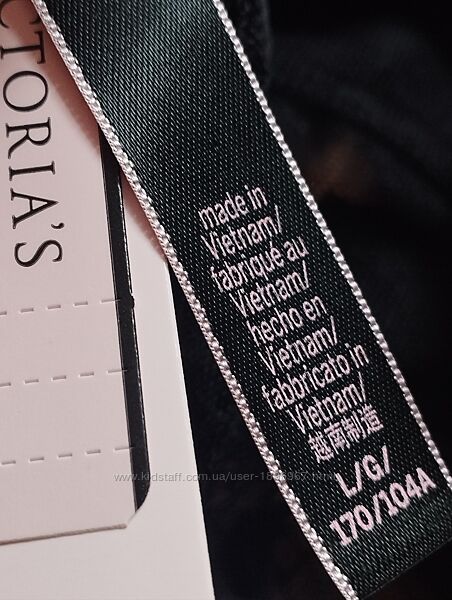 CTORIA'S
made in
Vietnam/
fabriqué au
Vietnam/
hecho en
Vietnam/
fabbricato in
Vietnam/
越南制造
L/G/
170/104A